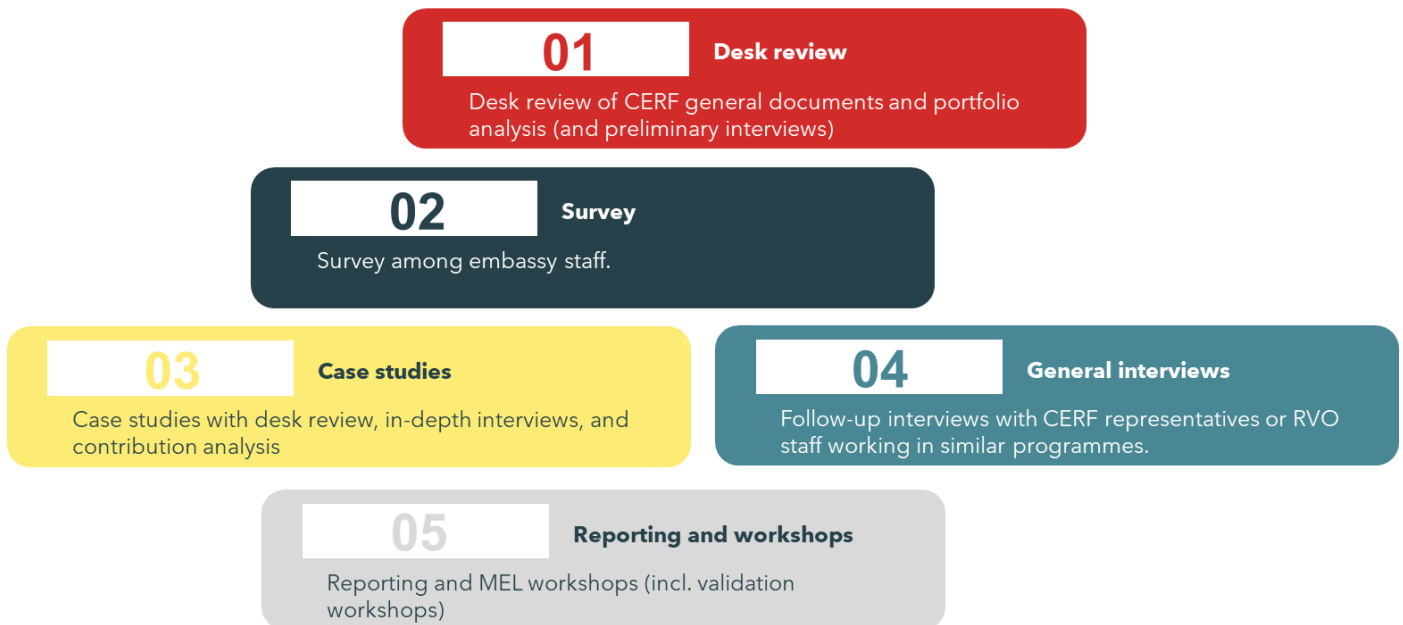 01
Desk review
Desk review of CERF general documents and portfolio
analysis (and preliminary interviews)
02
Survey
Survey among embassy staff.
03
Case studies
Case studies with desk review, in-depth interviews, and
contribution analysis
04
General interviews
Follow-up interviews with CERF representatives or RVO
staff working in similar programmes.
05
Reporting and workshops
Reporting and MEL workshops (incl. validation
workshops)